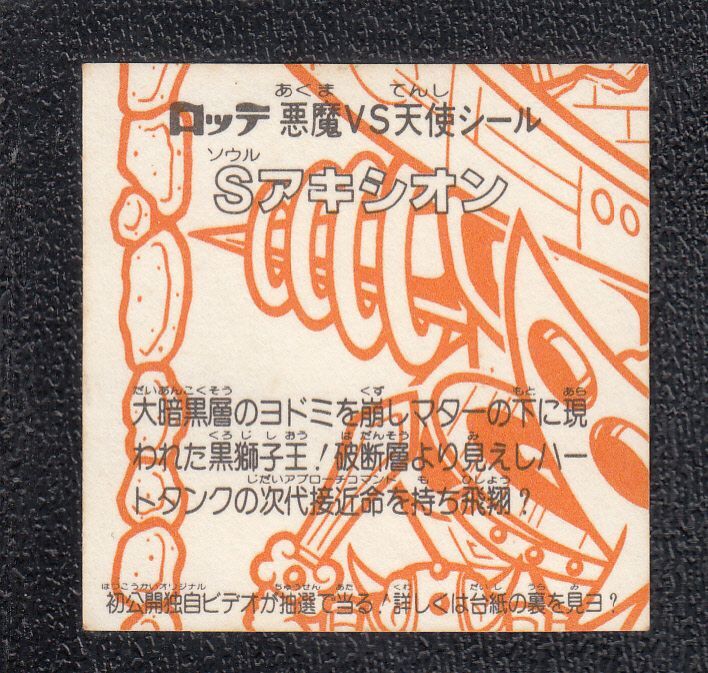 あくま てんし
ロッテ 悪魔VS天使シール
ソウル
Sアキシオン
だいあんこくそう くず もと あら
大暗黒層のヨドミを崩しマターの下に現
くろじしおう はだんそう み
われた黒獅子王!破断層より見えしハー
じだいアプローチコマンド も ひしょう
トタンクの次代接近命を持ち飛翔?
はつこうかいオリジナル ちゅうせん あた くわ だいし うら み
初公開独自ビデオが抽選で当る!詳しくは台紙の裏を見ヨ?